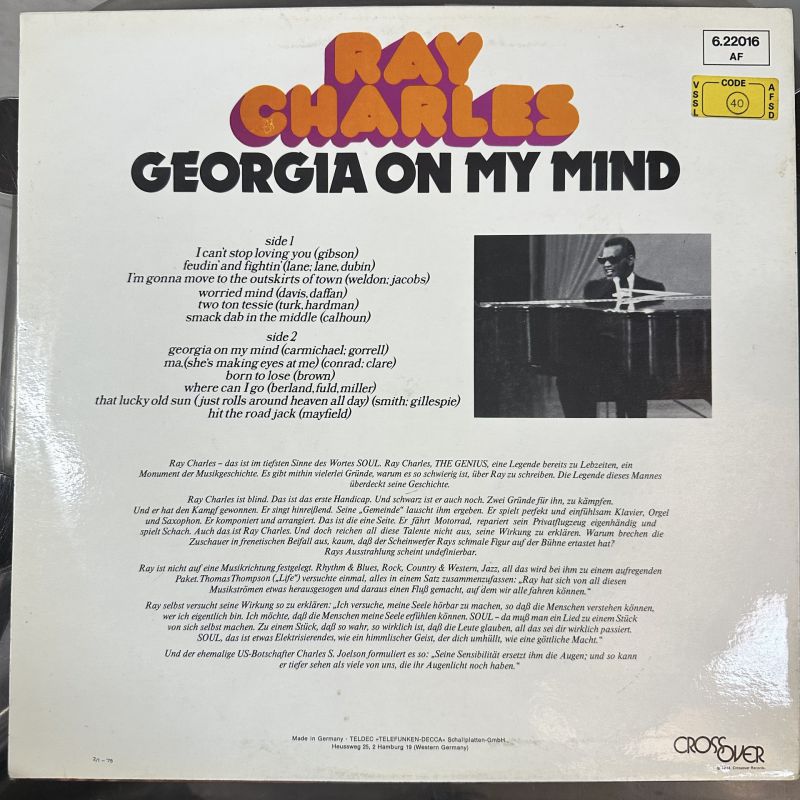 RAY
CHARLES
GEORGIA ON MY MIND
6.22016
AF
VSSL
CODE
40
AFSD
side 1
I can't stop loving you (gibson)
feudin' and fightin' (lane; lane, dubin)
I'm gonna move to the outskirts of town (weldon; jacobs)
worried mind (davis, daffan)
two ton tessie (turk, hardman)
smack dab in the middle (calhoun)
side 2
georgia on my mind (carmichael; gorrell)
ma, (she's making eyes at me) (conrad; clare)
born to lose (brown)
where can I go (berland, fuld, miller)
that lucky old sun (just rolls around heaven all day) (smith; gillespie)
hit the road jack (mayfield)
Ray Charles – das ist im tiefsten Sinne des Wortes SOUL. Ray Charles, THE GENIUS, eine Legende bereits zu Lebzeiten, ein
Monument der Musikgeschichte. Es gibt mithin vielerlei Gründe, warum es so schwierig ist, über Ray zu schreiben. Die Legende dieses Mannes
überdeckt seine Geschichte.
Ray Charles ist blind. Das ist das erste Handicap. Und schwarz ist er auch noch. Zwei Gründe für ihn, zu kämpfen.
Und er hat den Kampf gewonnen. Er singt hinreißend. Seine „Gemeinde" lauscht ihm ergeben. Er spielt perfekt und einfühlsam Klavier, Orgel
und Saxophon. Er komponiert und arrangiert. Das ist die eine Seite. Er fährt Motorrad, repariert sein Privatflugzeug eigenhändig und
spielt Schach. Auch das ist Ray Charles. Und doch reichen all diese Talente nicht aus, seine Wirkung zu erklären. Warum brechen die
Zuschauer in frenetischen Beifall aus, kaum, daß der Scheinwerfer Rays schmale Figur auf der Bühne ertastet hat?
Rays Ausstrahlung scheint undefinierbar.
Ray ist nicht auf eine Musikrichtung festgelegt. Rhythm & Blues, Rock, Country & Western, Jazz, all das wird bei ihm zu einem aufregenden
Paket. Thomas Thompson („Life") versuchte einmal, alles in einem Satz zusammenzufassen: „Ray hat sich von all diesen
Musikströmen etwas herausgesogen und daraus einen Fluß gemacht, auf dem wir alle fahren können."
Ray selbst versucht seine Wirkung so zu erklären: „Ich versuche, meine Seele hörbar zu machen, so daß die Menschen verstehen können,
wer ich eigentlich bin. Ich möchte, daß die Menschen meine Seele erfühlen können. SOUL – da muß man ein Lied zu einem Stück
von sich selbst machen. Zu einem Stück, daß so wahr, so wirklich ist, daß die Leute glauben, all das sei dir wirklich passiert.
SOUL, das ist etwas Elektrisierendes, wie ein himmlischer Geist, der dich umhüllt, wie eine göttliche Macht."
Und der ehemalige US-Botschafter Charles S. Joelson formuliert es so: „Seine Sensibilität ersetzt ihm die Augen; und so kann
er tiefer sehen als viele von uns, die ihr Augenlicht noch haben."
Made in Germany · TELDEC »TELEFUNKEN-DECCA« Schallplatten-GmbH.,
Heussweg 25, 2 Hamburg 19 (Western Germany)
2/1 – '75
CROSSOVER
Crossover Records